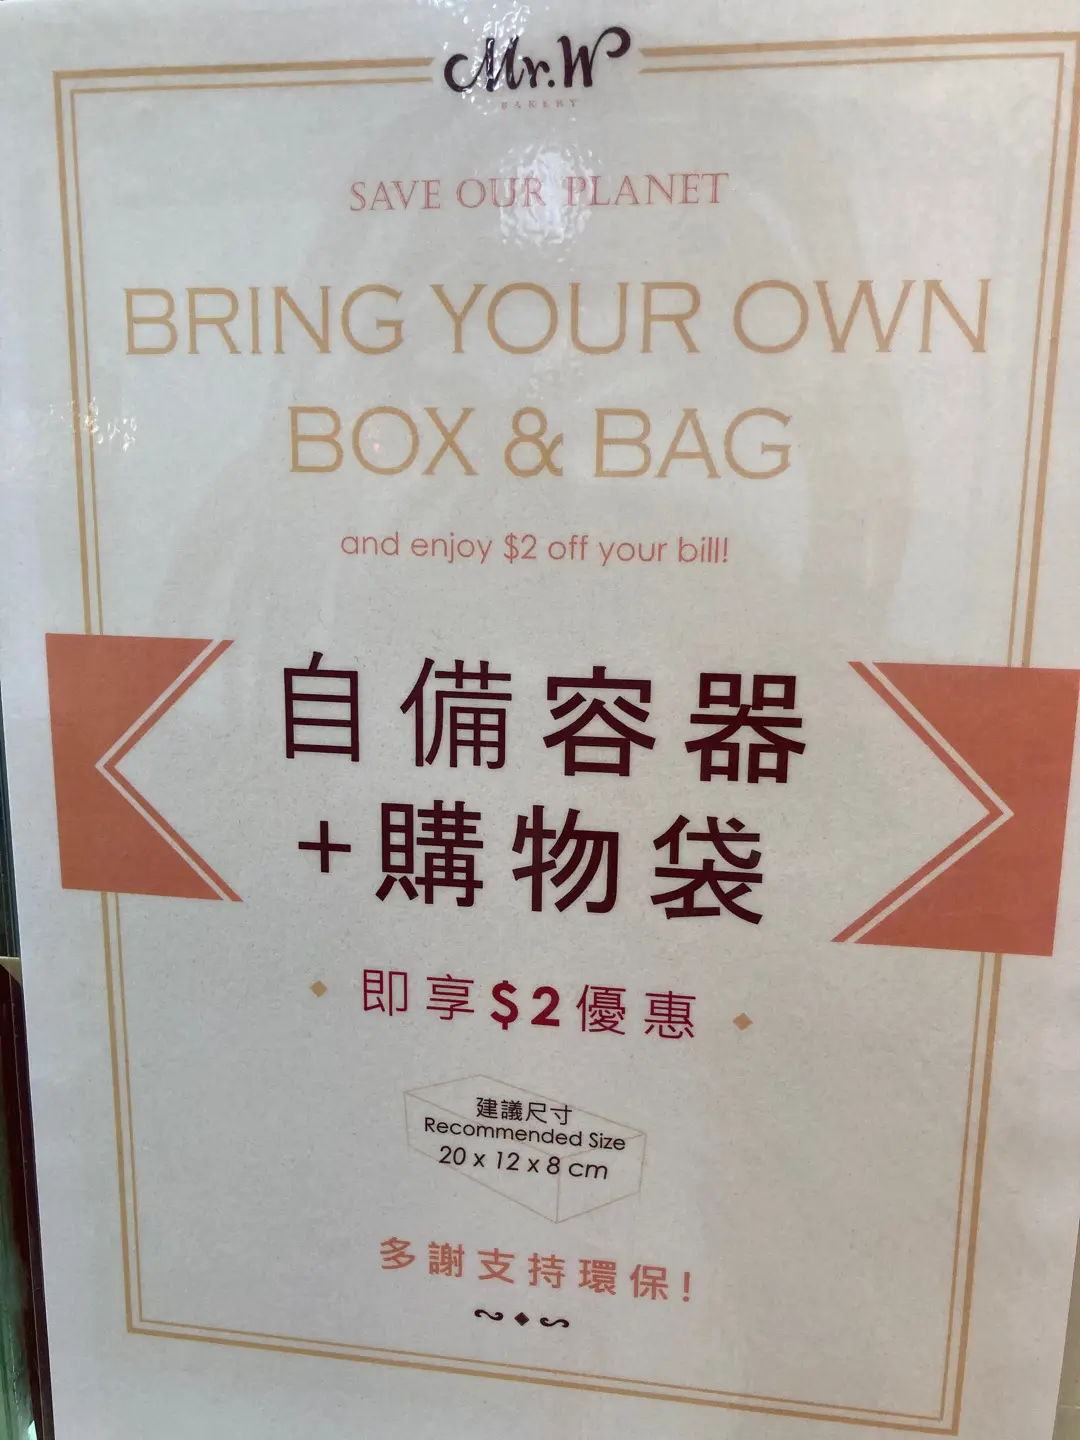 Mr.W
BAKERY
SAVE OUR PLANET
BRING YOUR OWN
BOX & BAG
and enjoy $2 off your bill!
自備容器
+購物袋
即享$2優惠
建議尺寸
Recommended Size
20 x 12 x 8 cm
多謝支持環保!